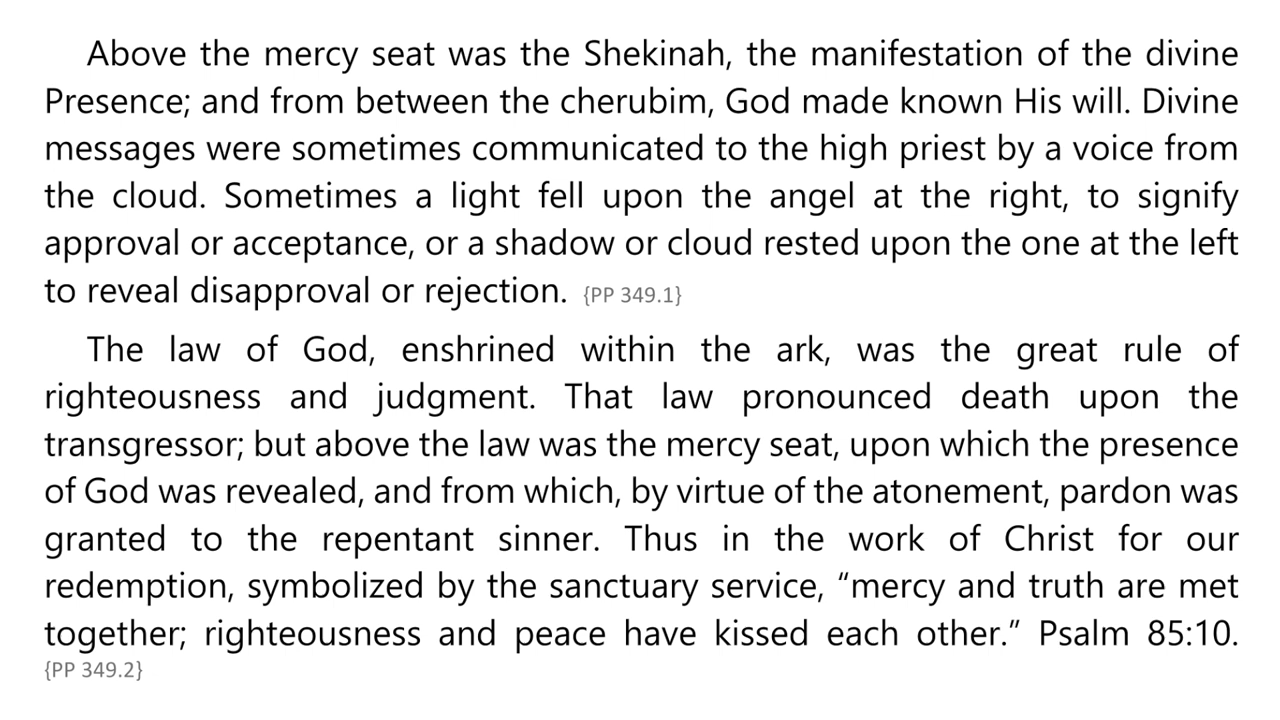 Above the mercy seat was the Shekinah, the manifestation of the divine
Presence; and from between the cherubim, God made known His will. Divine
messages were sometimes communicated to the high priest by a voice from
the cloud. Sometimes a light fell upon the angel at the right, to signify
approval or acceptance, or a shadow or cloud rested upon the one at the left
to reveal disapproval or rejection. {PP 349.1}
The law of God, enshrined within the ark, was the great rule of
righteousness and judgment. That law pronounced death upon the
transgressor; but above the law was the mercy seat, upon which the presence
of God was revealed, and from which, by virtue of the atonement, pardon was
granted to the repentant sinner. Thus in the work of Christ for our
redemption, symbolized by the sanctuary service, “mercy and truth are met
together; righteousness and peace have kissed each other.” Psalm 85:10.
{PP 349.2}